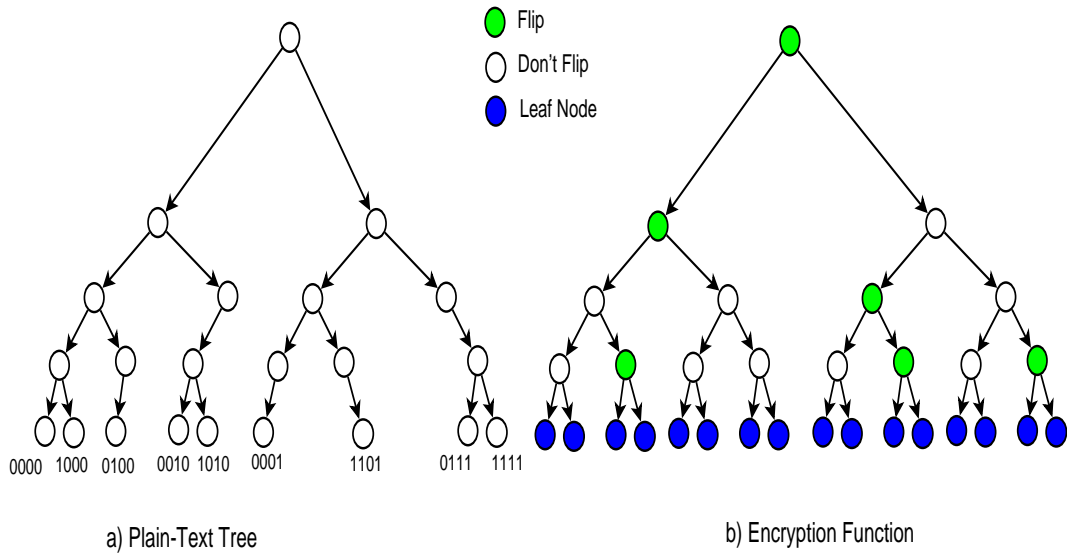 Flip
Don't Flip
Leaf Node
0000 1000 0100 0010 1010 0001 1101 0111 1111
a) Plain-Text Tree
b) Encryption Function